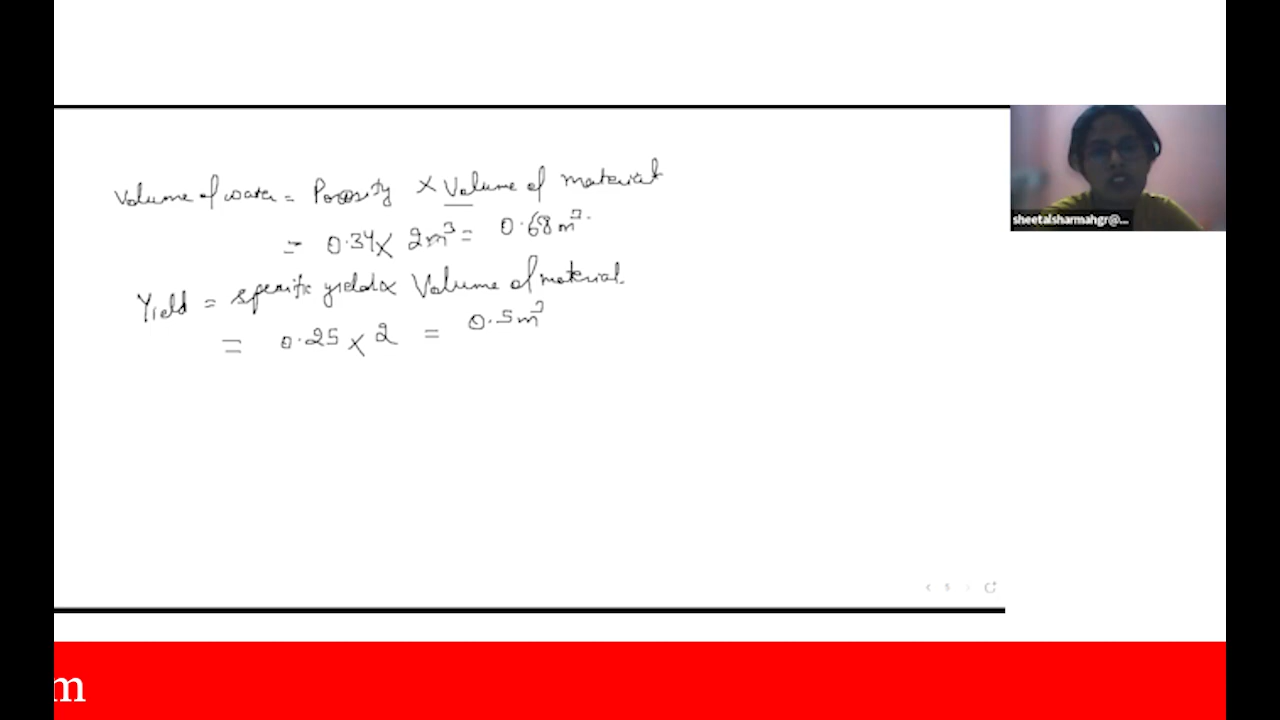 Volume of water = Porosity × Volume of material
= 0.34 × 2m³ = 0.68 m³.
Yield = specific yield × Volume of material.
= 0.25 × 2 = 0.5 m³
sheetalsharmahgr@...
m